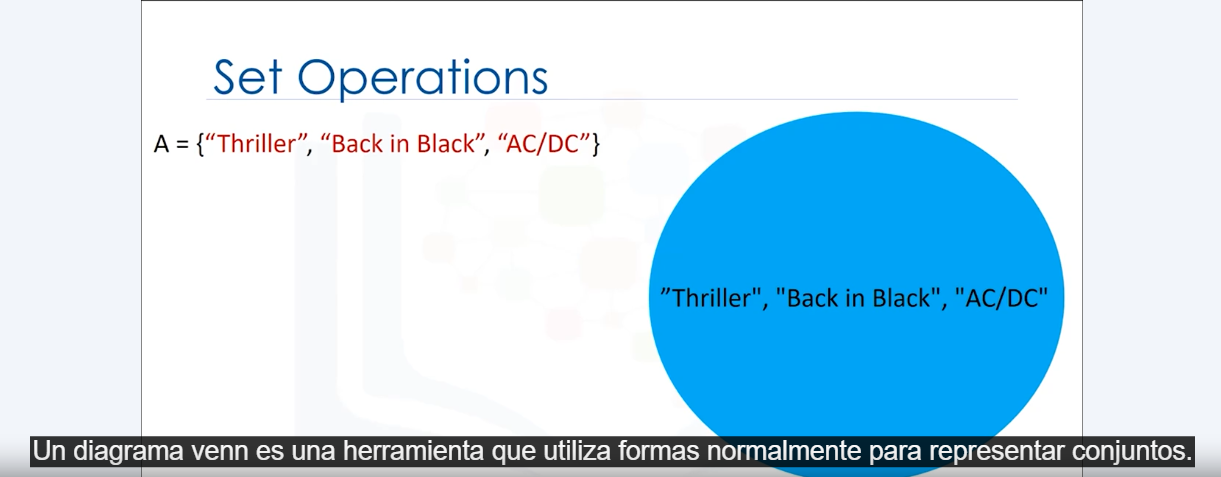 Set Operations
A = {“Thriller”, “Back in Black”, “AC/DC”}
”Thriller", "Back in Black", "AC/DC"
Un diagrama venn es una herramienta que utiliza formas normalmente para representar conjuntos.